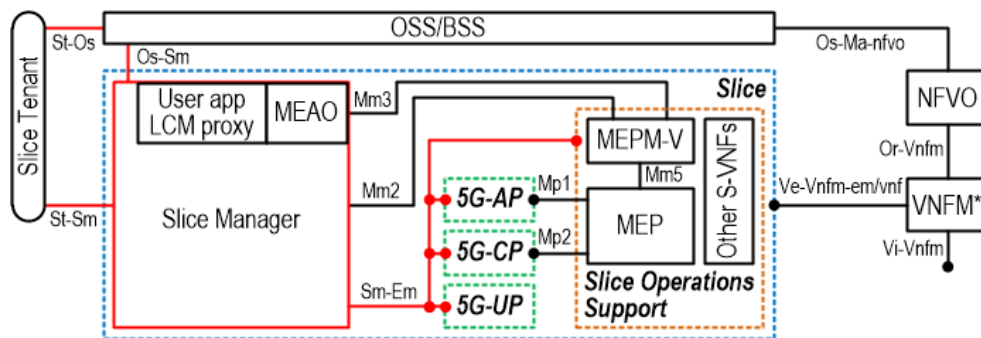 OSS/BSS
St-Os
Os-Sm
Os-Ma-nfvo
Slice Tenant
User app
LCM proxy
MEAO
Mm3
Slice
NFVO
MEPM-V
Other S-VNFs
Or-Vnfm
Mm5
Ve-Vnfm-em/vnf
Mm2
5G-AP
Mp1
MEP
VNFM*
St-Sm
Slice Manager
5G-CP
Mp2
Vi-Vnfm
Sm-Em
5G-UP
Slice Operations
Support